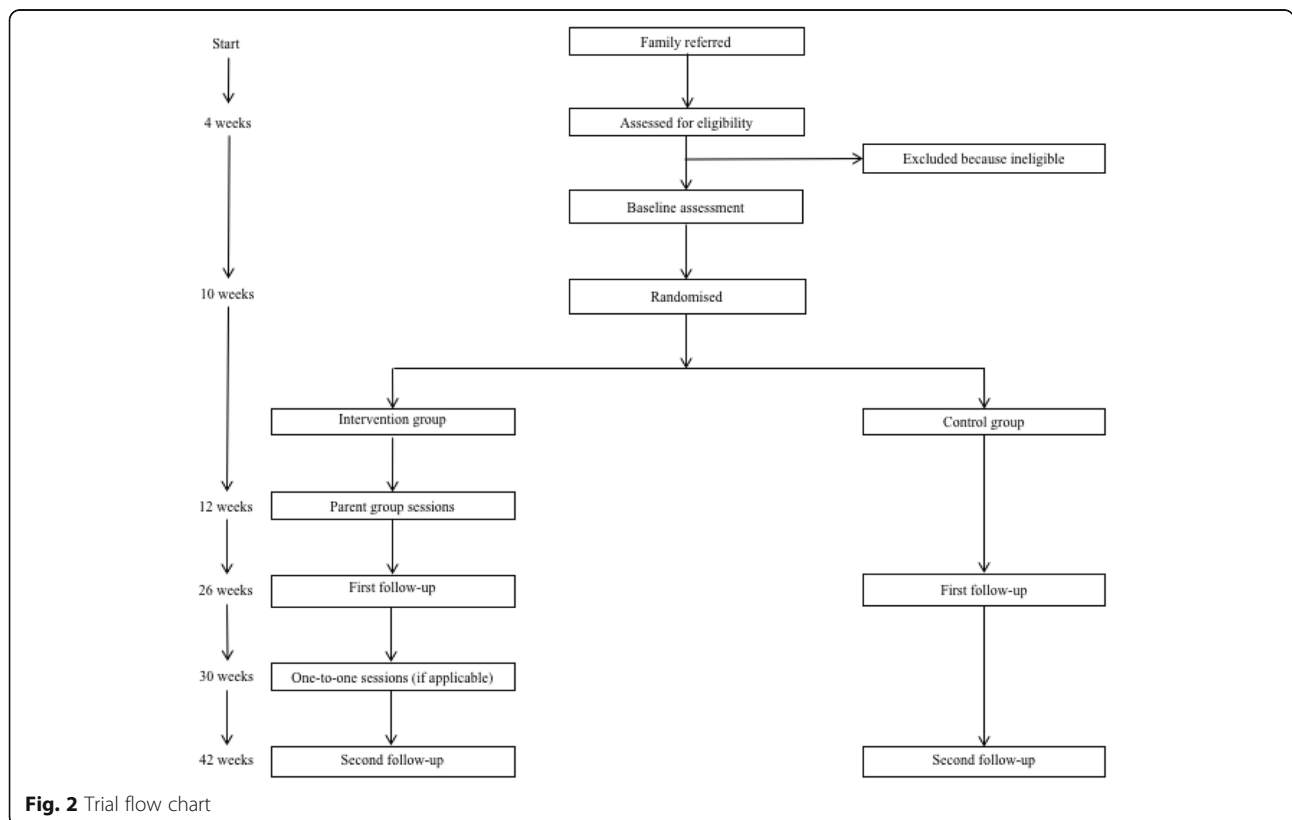 Start
Family referred
4 weeks
Assessed for eligibility
Excluded because ineligible
Baseline assessment
10 weeks
Randomised
Intervention group
Control group
12 weeks
Parent group sessions
26 weeks
First follow-up
First follow-up
30 weeks
One-to-one sessions (if applicable)
42 weeks
Second follow-up
Second follow-up
Fig. 2 Trial flow chart